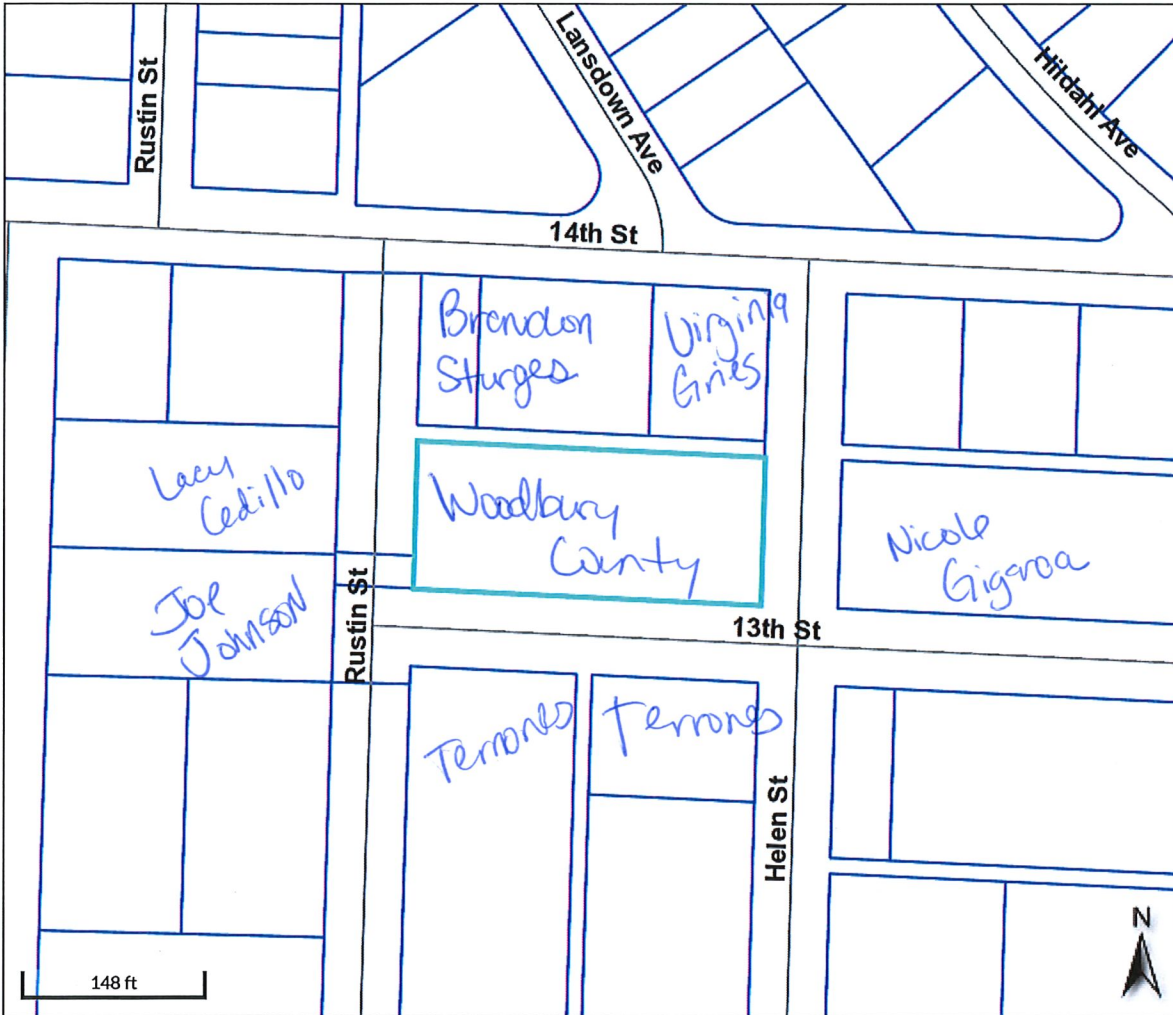 Rustin St
Lansdown Ave
Hildahl Ave
14th St
Brendon
Sturges
Virginia
Gries
Lacy
Cedillo
Woodbury
County
Nicole
Gigaroa
Joe
Johnson
Rustin St
13th St
Terrones
Terrones
Helen St
N
148 ft